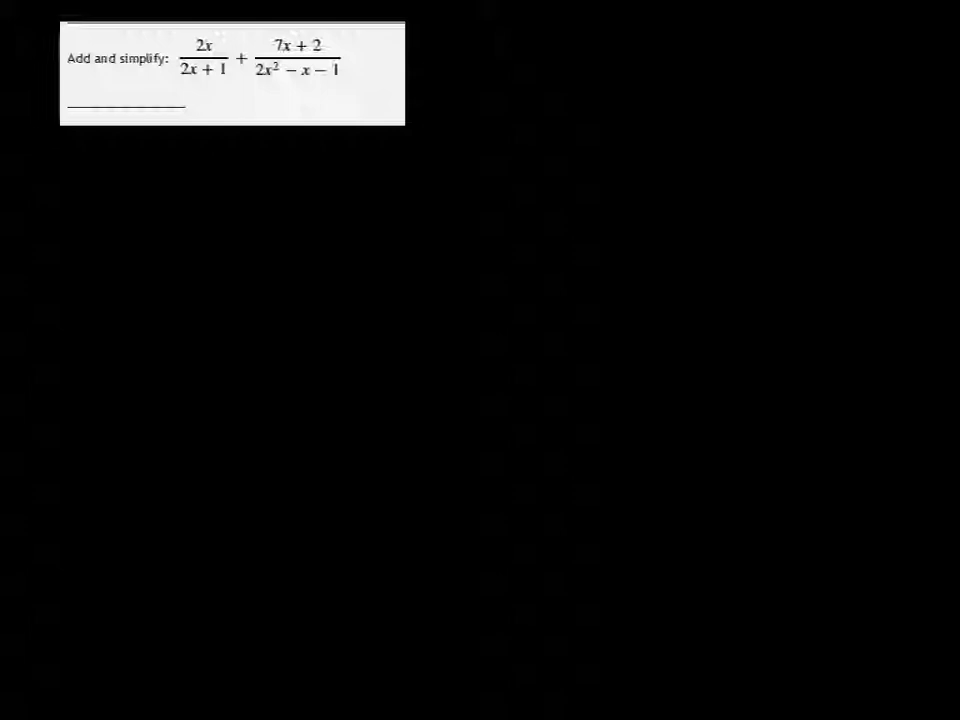 Add and simplify: 2x/(2x + 1) + (7x + 2)/(2x² − x − 1)